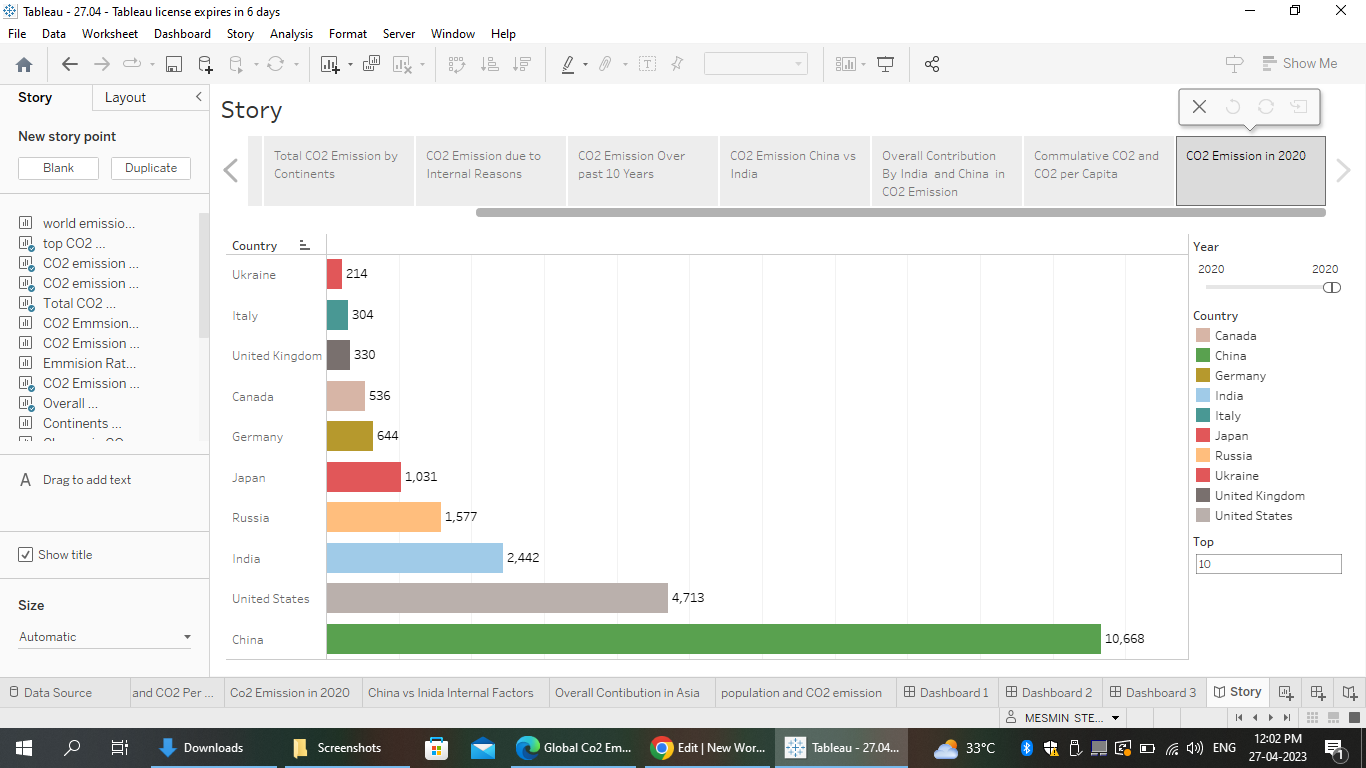 Tableau - 27.04 - Tableau license expires in 6 days
File Data Worksheet Dashboard Story Analysis Format Server Window Help
Show Me
Story Layout
New story point
Blank Duplicate
world emissio...
top CO2 ...
CO2 emission ...
CO2 emission ...
Total CO2 ...
CO2 Emmsion...
CO2 Emission ...
Emmision Rat...
CO2 Emission ...
Overall ...
Continents ...
A Drag to add text
Show title
Size
Automatic
Story
Total CO2 Emission by
Continents
CO2 Emission due to
Internal Reasons
CO2 Emission Over
past 10 Years
CO2 Emission China vs
India
Overall Contribution
By India and China in
CO2 Emission
Commulative CO2 and
CO2 per Capita
CO2 Emission in 2020
Country
Ukraine 214
Italy 304
United Kingdom 330
Canada 536
Germany 644
Japan 1,031
Russia 1,577
India 2,442
United States 4,713
China 10,668
Year
2020 2020
Country
Canada
China
Germany
India
Italy
Japan
Russia
Ukraine
United Kingdom
United States
Top
10
Data Source and CO2 Per ... Co2 Emission in 2020 China vs Inida Internal Factors Overall Contibution in Asia population and CO2 emission Dashboard 1 Dashboard 2 Dashboard 3 Story
MESMIN STE...
Downloads Screenshots Global Co2 Em... Edit | New Wor... Tableau - 27.04... 33°C ENG 12:02 PM
27-04-2023
1